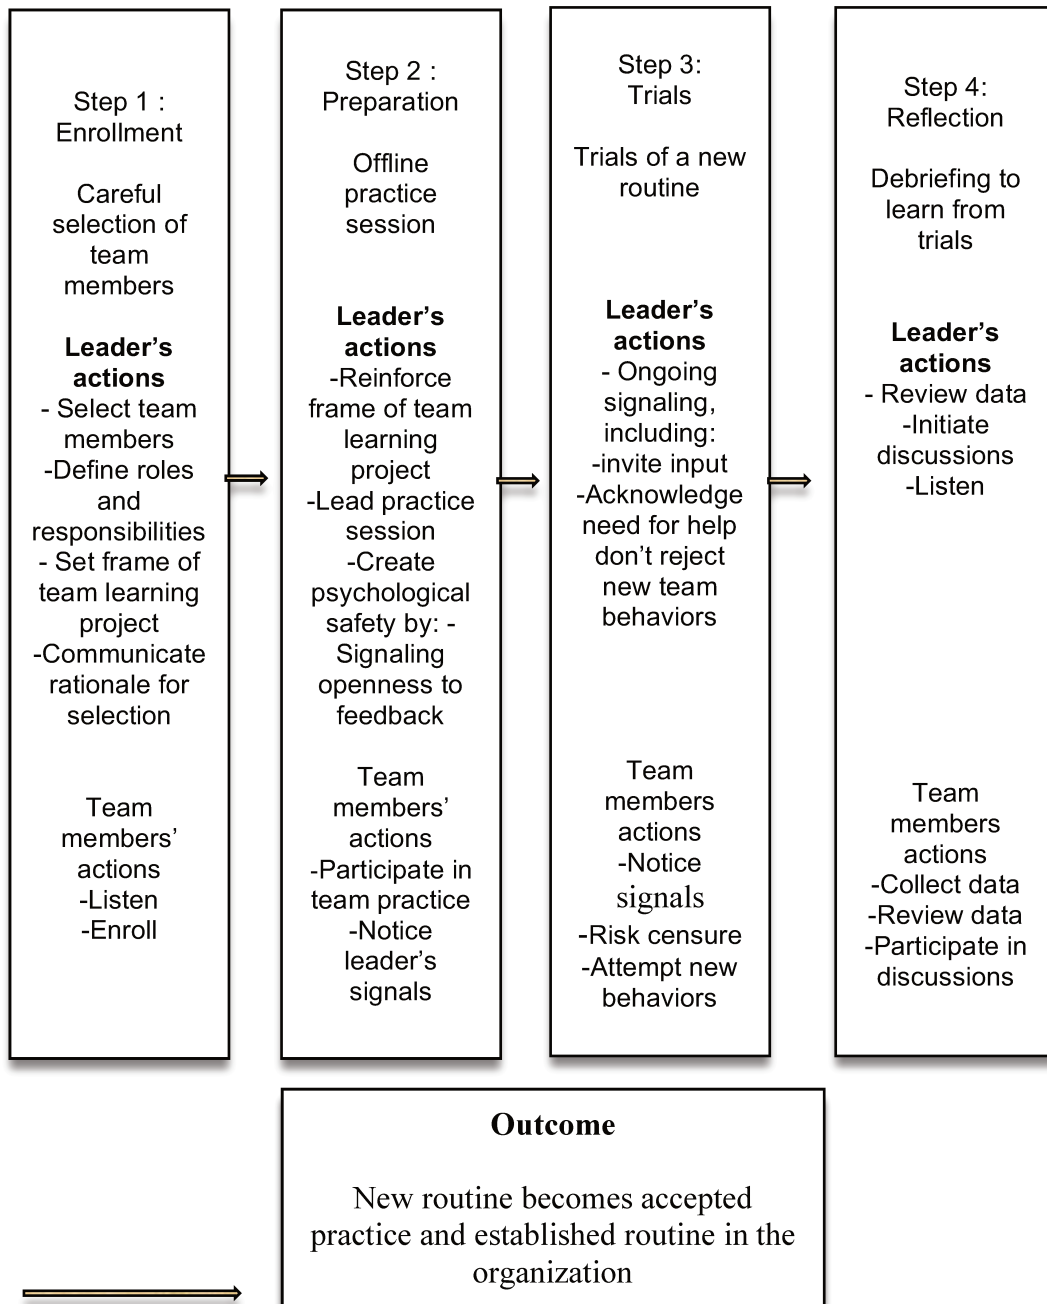 Step 1 :
Enrollment
Careful
selection of
team
members
Leader’s
actions
- Select team
members
-Define roles
and
responsibilities
- Set frame of
team learning
project
-Communicate
rationale for
selection
Team
members’
actions
-Listen
-Enroll
Step 2 :
Preparation
Offline
practice
session
Leader’s
actions
-Reinforce
frame of team
learning
project
-Lead practice
session
-Create
psychological
safety by: -
Signaling
openness to
feedback
Team
members’
actions
-Participate in
team practice
-Notice
leader’s
signals
Step 3:
Trials
Trials of a new
routine
Leader’s
actions
- Ongoing
signaling,
including:
-invite input
-Acknowledge
need for help
don’t reject
new team
behaviors
Team
members
actions
-Notice
signals
-Risk censure
-Attempt new
behaviors
Step 4:
Reflection
Debriefing to
learn from
trials
Leader’s
actions
- Review data
-Initiate
discussions
-Listen
Team
members
actions
-Collect data
-Review data
-Participate in
discussions
Outcome
New routine becomes accepted
practice and established routine in the
organization